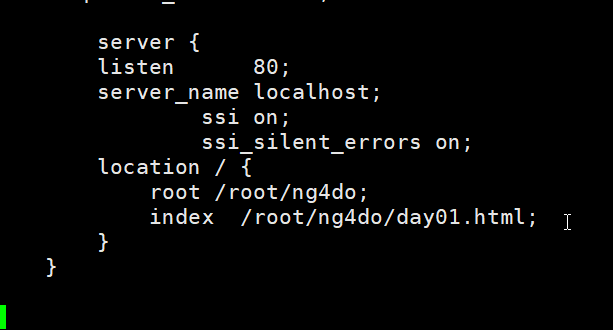 server {
listen 80;
server_name localhost;
ssi on;
ssi_silent_errors on;
location / {
root /root/ng4do;
index /root/ng4do/day01.html;
}
}